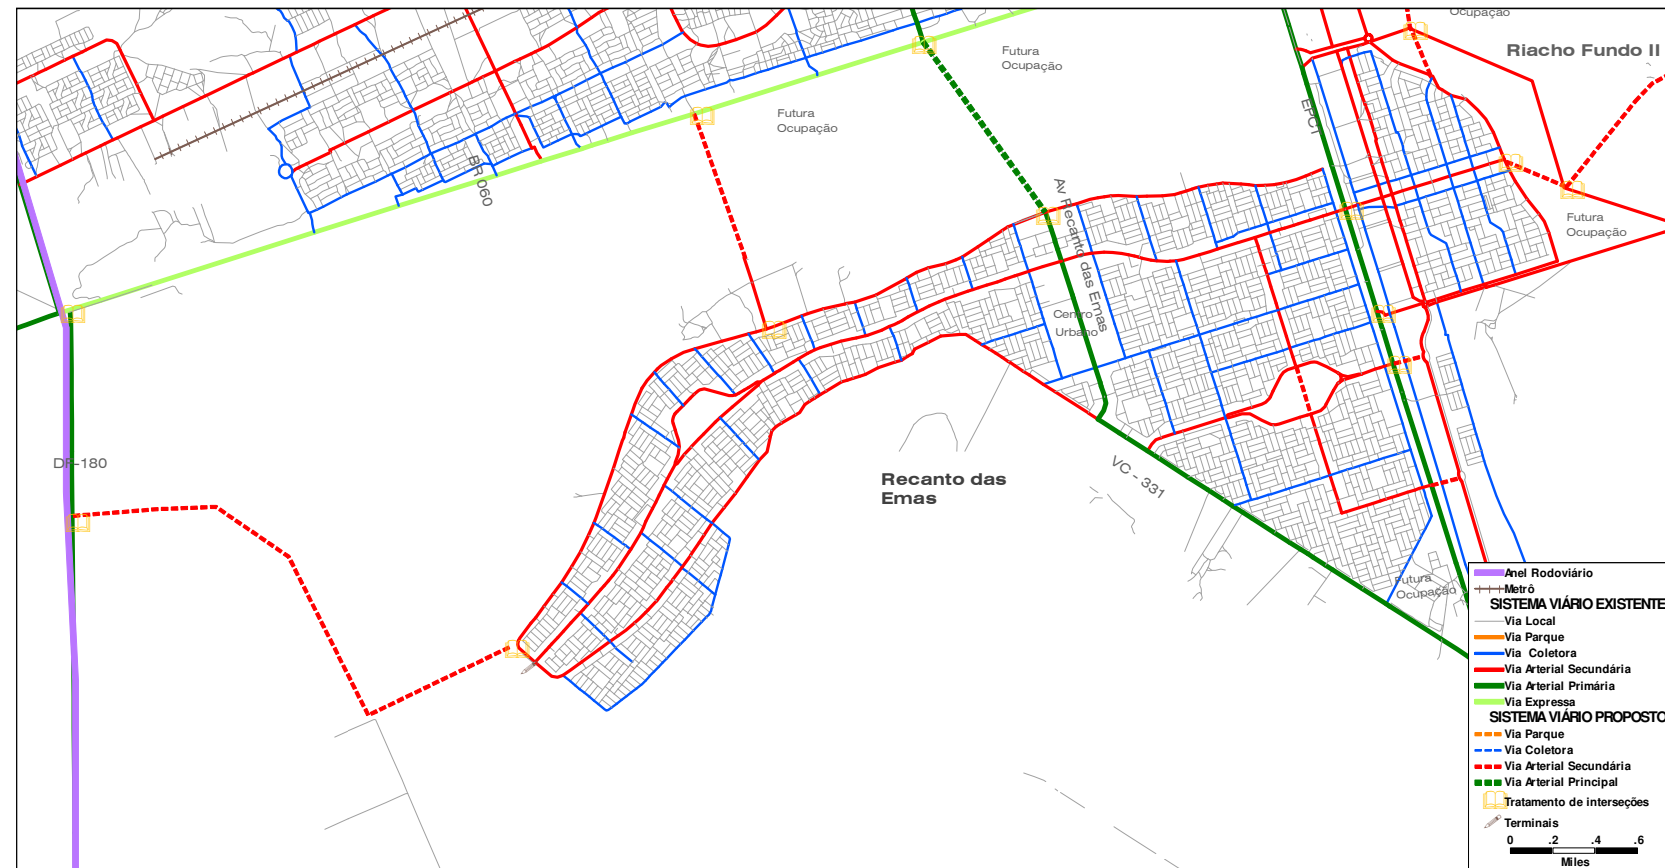 Ocupação
Riacho Fundo II
Futura
Ocupação
Futura
Ocupação
EPCT
BR 060
Av Recanto das Emas
Futura
Ocupação
Centro
Urbano
DF-180
Recanto das
Emas
VC - 331
Futura
Ocupação
Anel Rodoviário
Metrô
SISTEMA VIÁRIO EXISTENTE
Via Local
Via Parque
Via Coletora
Via Arterial Secundária
Via Arterial Primária
Via Expressa
SISTEMA VIÁRIO PROPOSTO
Via Parque
Via Coletora
Via Arterial Secundária
Via Arterial Principal
Tratamento de interseções
Terminais
0 .2 .4 .6
Miles